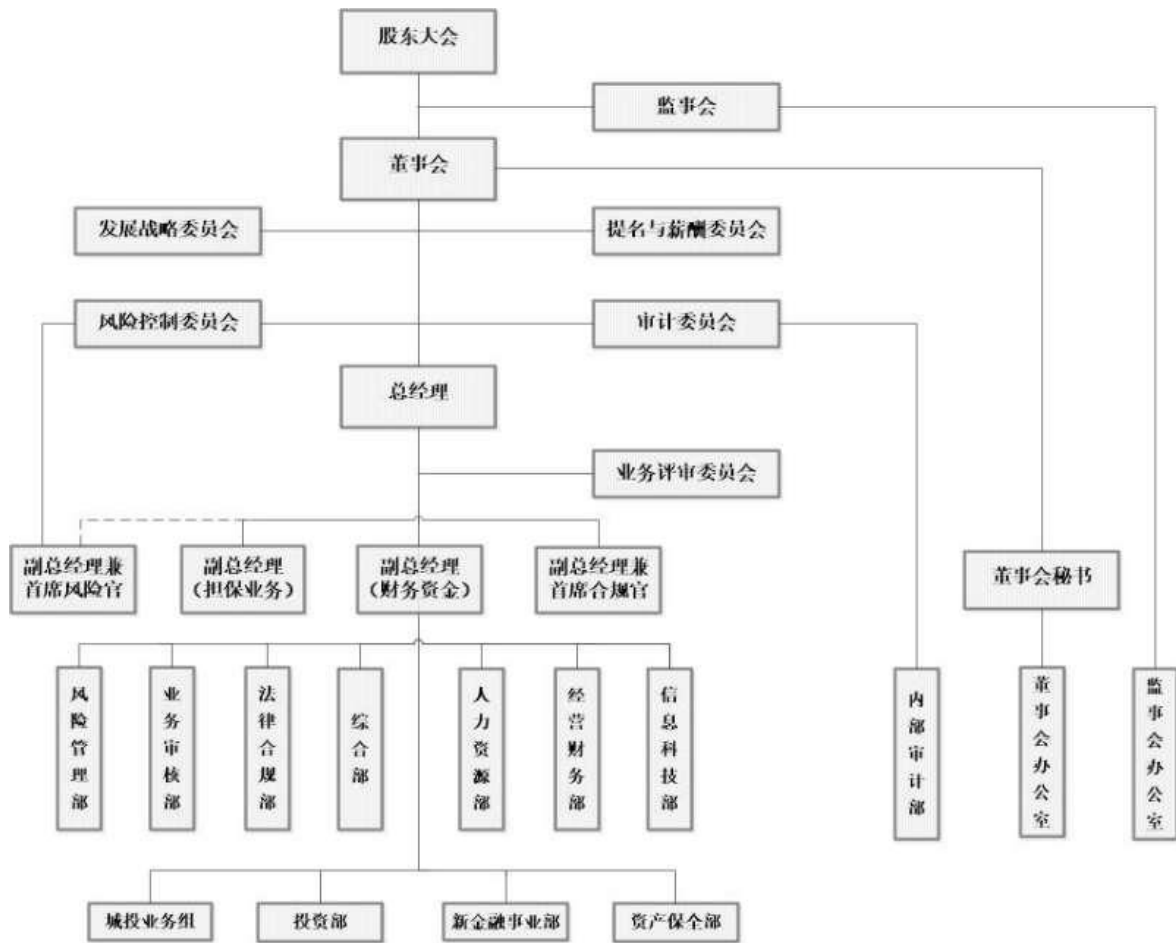 股东大会
监事会
董事会
发展战略委员会
提名与薪酬委员会
风险控制委员会
审计委员会
总经理
业务评审委员会
副总经理兼
首席风险官
副总经理
（担保业务）
副总经理
（财务资金）
副总经理兼
首席合规官
董事会秘书
风险管理部
业务审核部
法律合规部
综合部
人力资源部
经营财务部
信息科技部
内部审计部
董事会办公室
监事会办公室
城投业务组
投资部
新金融事业部
资产保全部